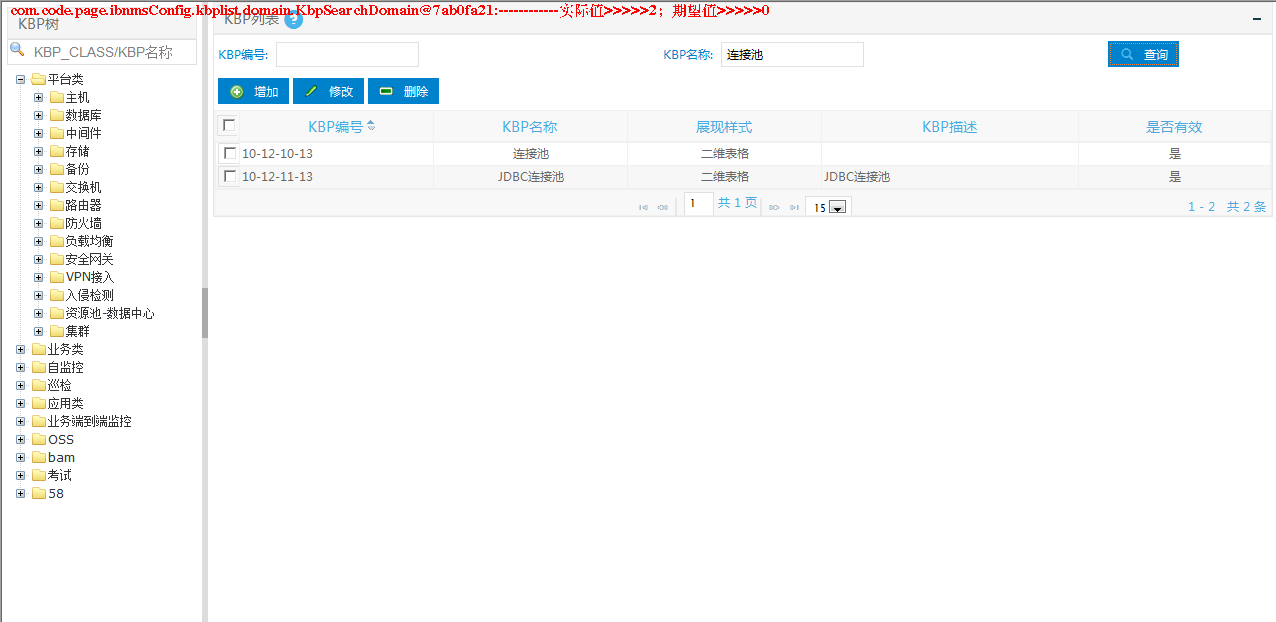 com.code.page.ibnmsConfig.kbplist.domain.KbpSearchDomain@7ab0fa21:------------实际值>>>>>2；期望值>>>>>0
KBP树
KBP_CLASS/KBP名称
平台类
主机
数据库
中间件
存储
备份
交换机
路由器
防火墙
负载均衡
安全网关
VPN接入
入侵检测
资源池-数据中心
集群
业务类
自监控
巡检
应用类
业务端到端监控
OSS
bam
考试
58
KBP列表 ?
KBP编号: KBP名称: 连接池 查询
增加 修改 删除
KBP编号 KBP名称 展现样式 KBP描述 是否有效
10-12-10-13 连接池 二维表格 是
10-12-11-13 JDBC连接池 二维表格 JDBC连接池 是
1 共 1 页 15 1 - 2 共 2 条